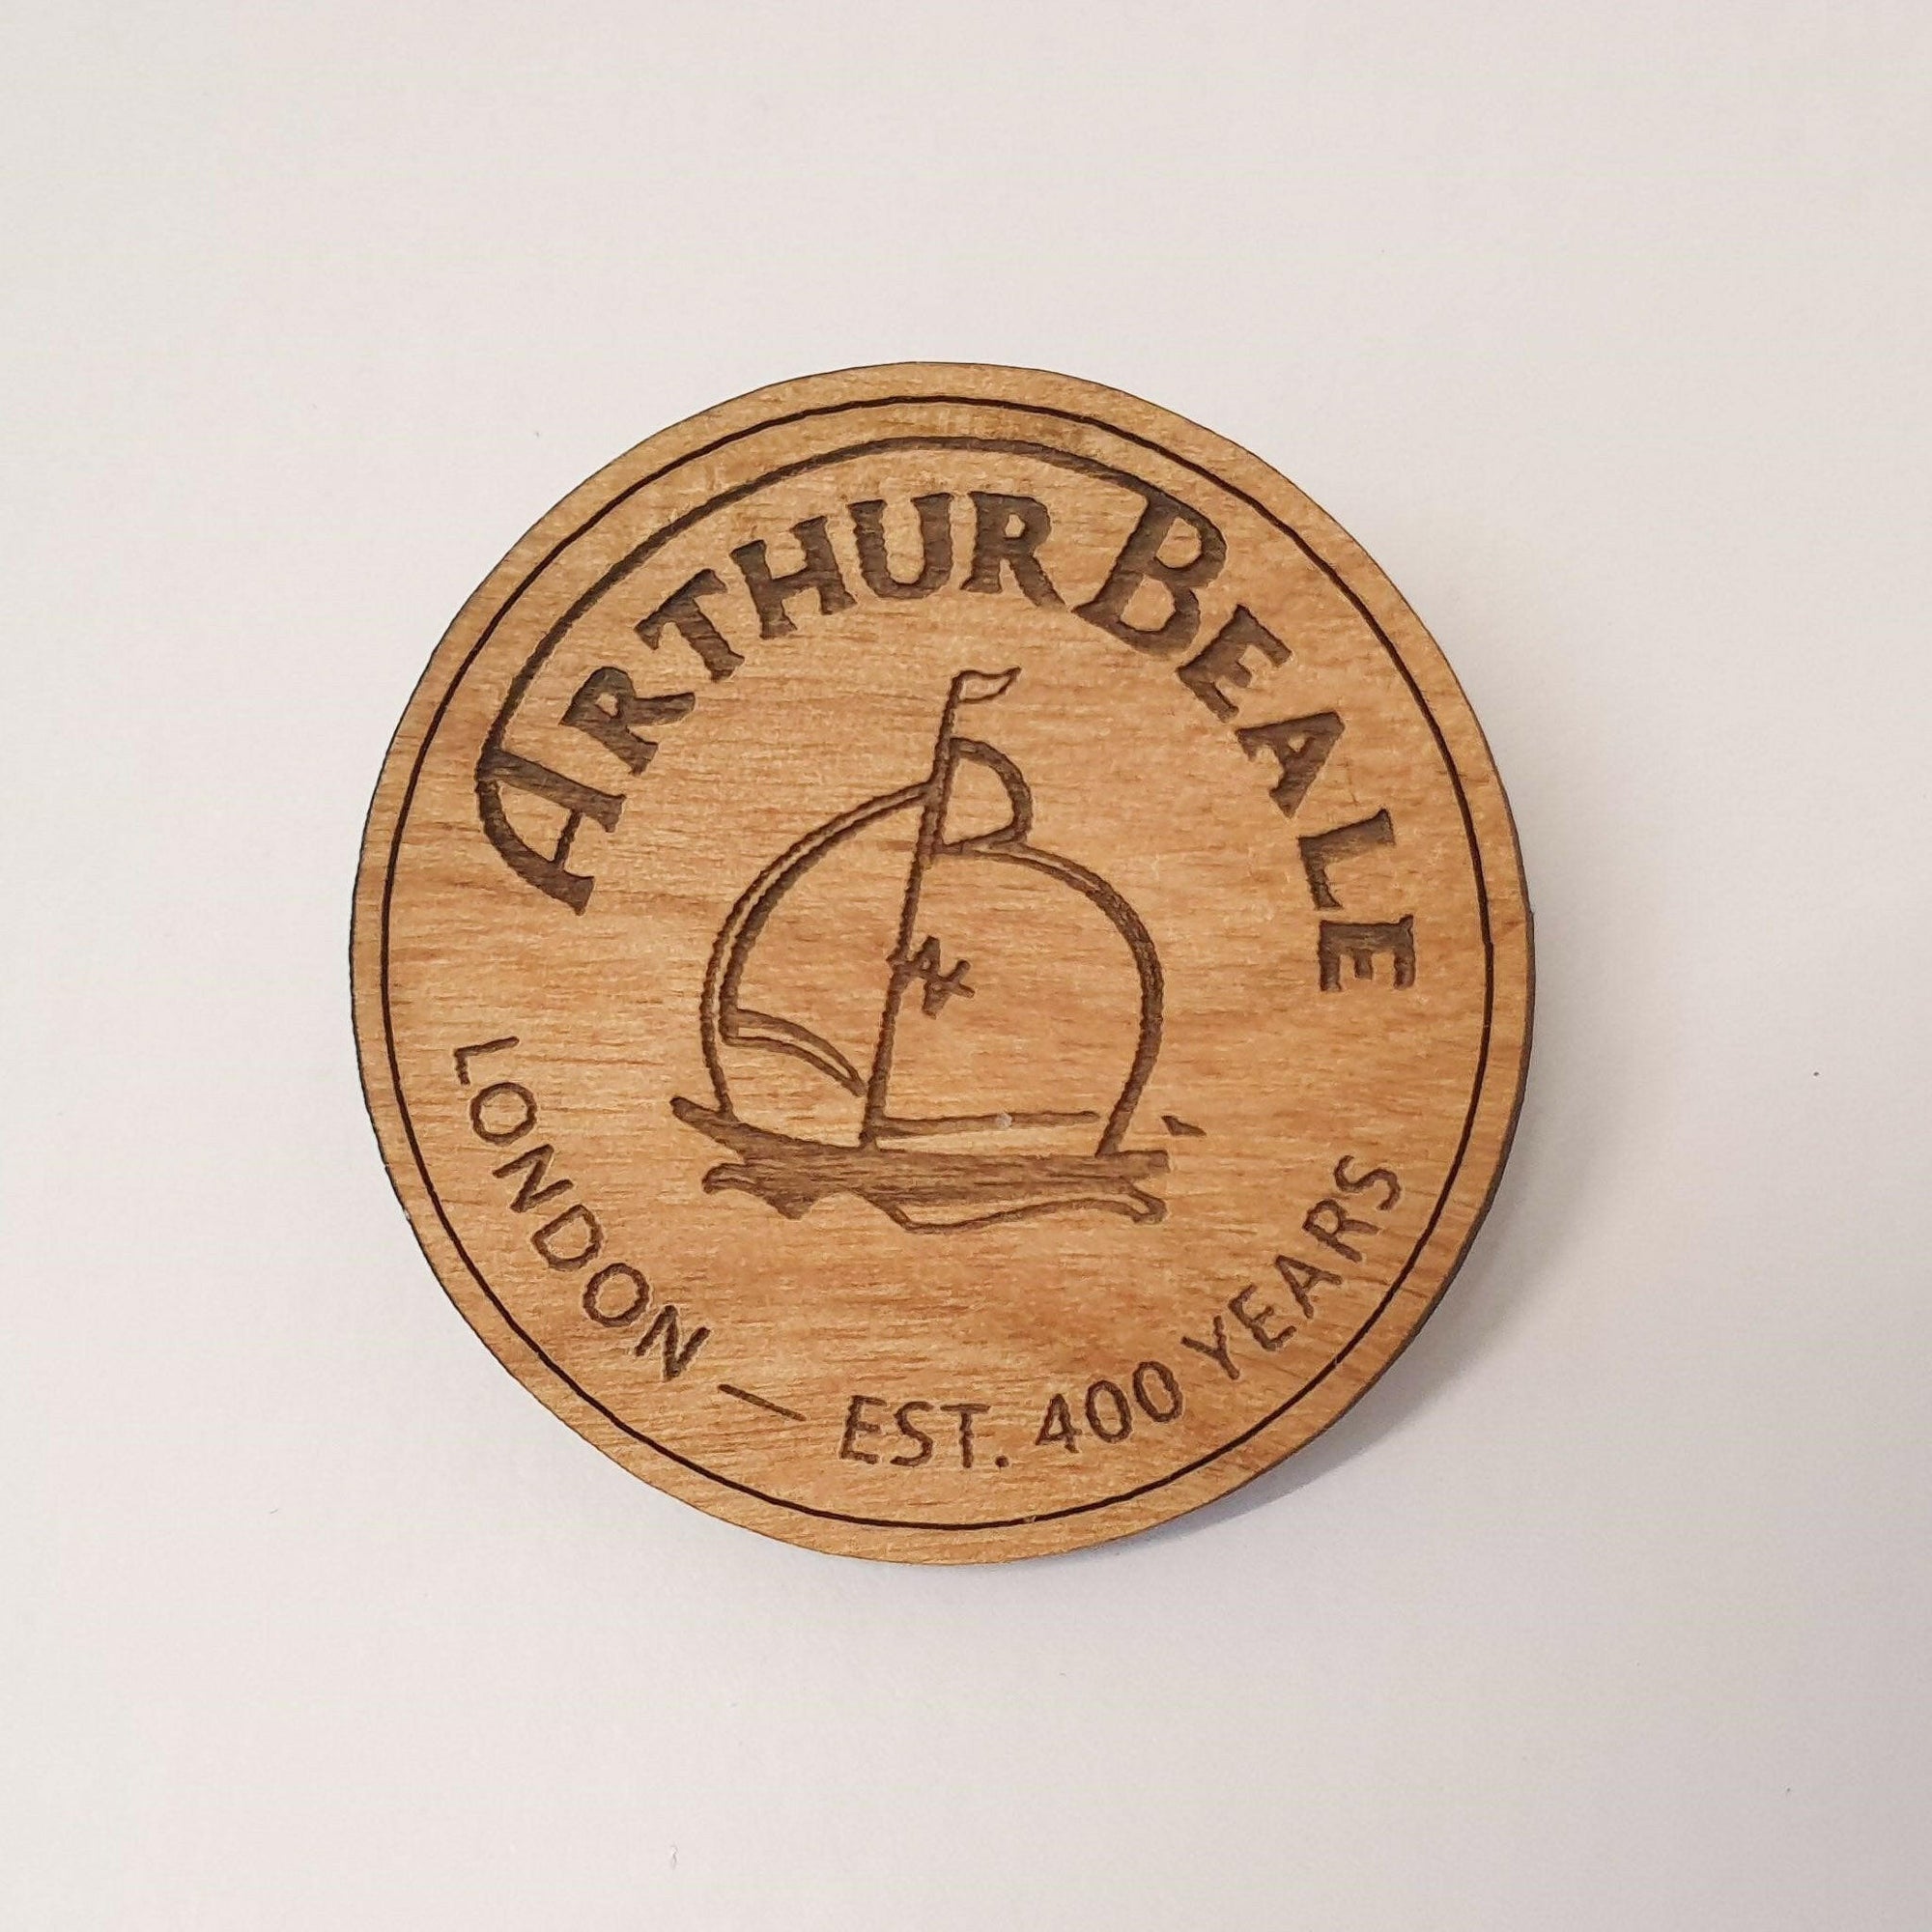 ARTHUR BEALE
LONDON — EST. 400 YEARS